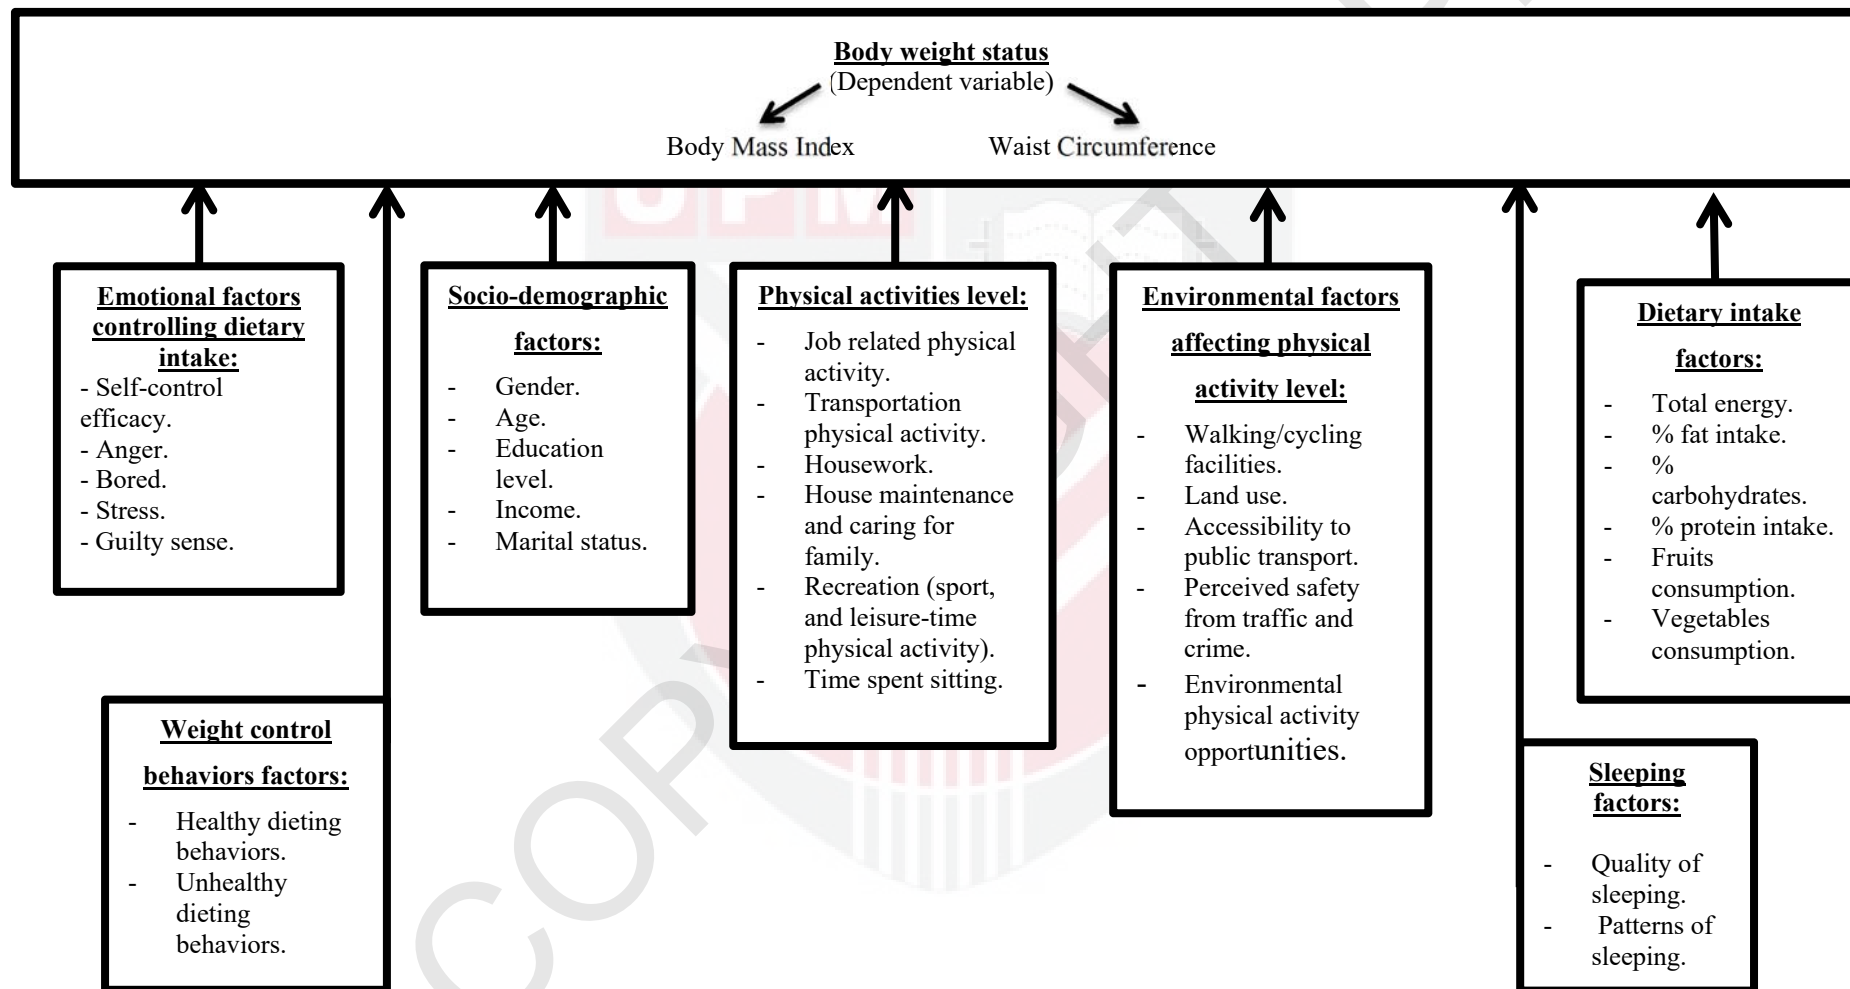 Body weight status
(Dependent variable)
Body Mass Index
Waist Circumference
Emotional factors
controlling dietary
intake:
- Self-control
efficacy.
- Anger.
- Bored.
- Stress.
- Guilty sense.
Weight control
behaviors factors:
- Healthy dieting
behaviors.
- Unhealthy
dieting
behaviors.
Socio-demographic
factors:
- Gender.
- Age.
- Education
level.
- Income.
- Marital status.
Physical activities level:
- Job related physical
activity.
- Transportation
physical activity.
- Housework.
- House maintenance
and caring for
family.
- Recreation (sport,
and leisure-time
physical activity).
- Time spent sitting.
Environmental factors
affecting physical
activity level:
- Walking/cycling
facilities.
- Land use.
- Accessibility to
public transport.
- Perceived safety
from traffic and
crime.
- Environmental
physical activity
opportunities.
Sleeping
factors:
- Quality of
sleeping.
- Patterns of
sleeping.
Dietary intake
factors:
- Total energy.
- % fat intake.
- %
carbohydrates.
- % protein intake.
- Fruits
consumption.
- Vegetables
consumption.
UPM
COPY